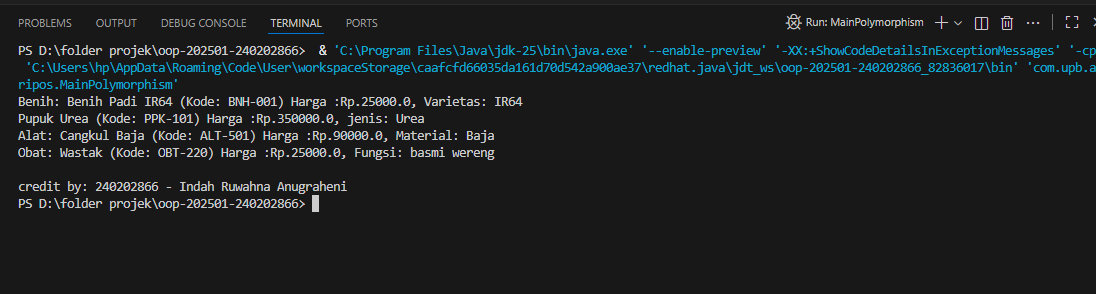 PROBLEMS OUTPUT DEBUG CONSOLE TERMINAL PORTS Run: MainPolymorphism
PS D:\folder projek\oop-202501-240202866> & 'C:\Program Files\Java\jdk-25\bin\java.exe' '--enable-preview' '-XX:+ShowCodeDetailsInExceptionMessages' '-cp'
'C:\Users\hp\AppData\Roaming\Code\User\workspaceStorage\caafcfd66035da161d70d542a900ae37\redhat.java\jdt_ws\oop-202501-240202866_82836017\bin' 'com.upb.ag
ripos.MainPolymorphism'
Benih: Benih Padi IR64 (Kode: BNH-001) Harga :Rp.25000.0, Varietas: IR64
Pupuk Urea (Kode: PPK-101) Harga :Rp.350000.0, jenis: Urea
Alat: Cangkul Baja (Kode: ALT-501) Harga :Rp.90000.0, Material: Baja
Obat: Wastak (Kode: OBT-220) Harga :Rp.25000.0, Fungsi: basmi wereng
credit by: 240202866 - Indah Ruwahna Anugraheni
PS D:\folder projek\oop-202501-240202866>